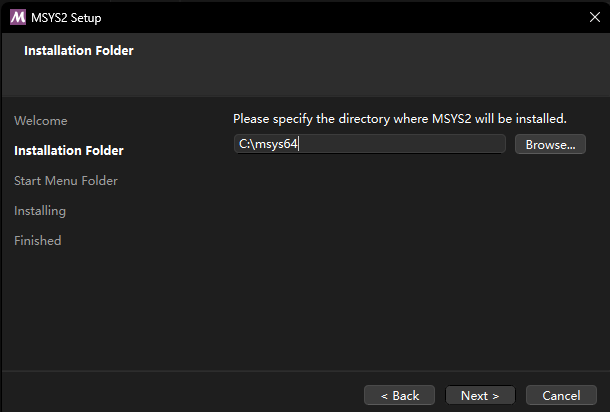 MSYS2 Setup
Installation Folder
Welcome
Installation Folder
Start Menu Folder
Installing
Finished
Please specify the directory where MSYS2 will be installed.
C:\msys64
Browse...
< Back
Next >
Cancel